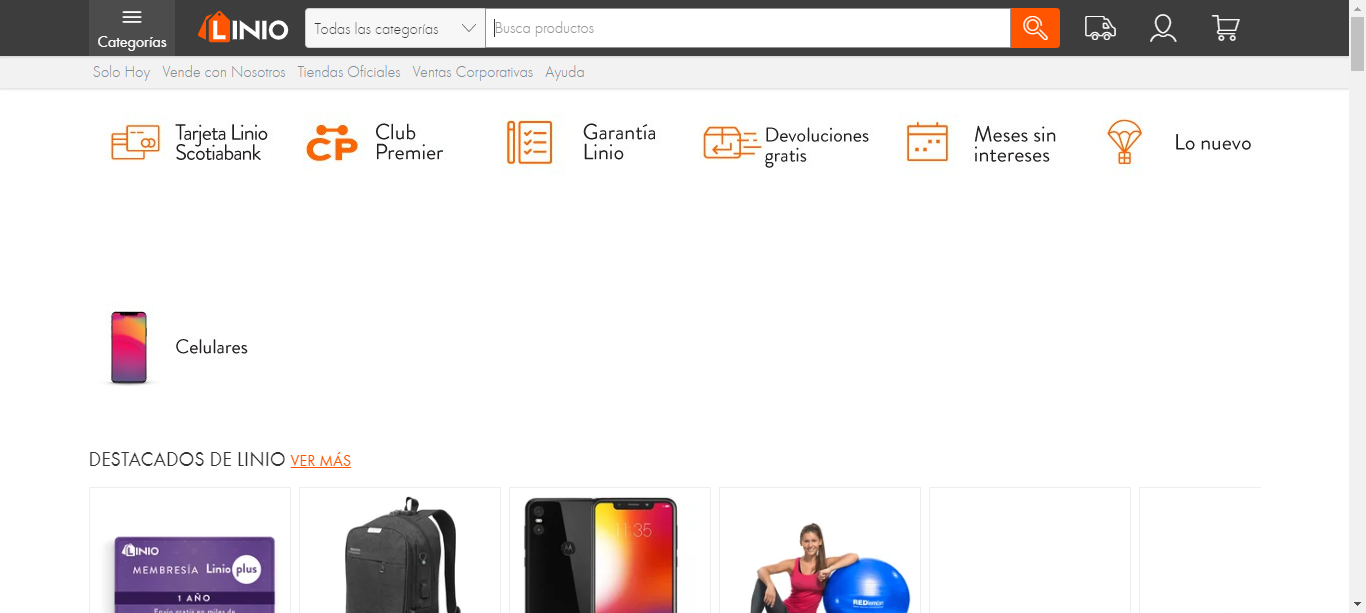 Categorías
LINIO
Todas las categorías
Busca productos
Solo Hoy Vende con Nosotros Tiendas Oficiales Ventas Corporativas Ayuda
Tarjeta Linio
Scotiabank
CP
Club
Premier
Garantía
Linio
Devoluciones
gratis
Meses sin
intereses
Lo nuevo
Celulares
DESTACADOS DE LINIO VER MÁS
LINIO
MEMBRESÍA Linio plus
1 AÑO
Envío gratis en miles de
11:35
REDlemon